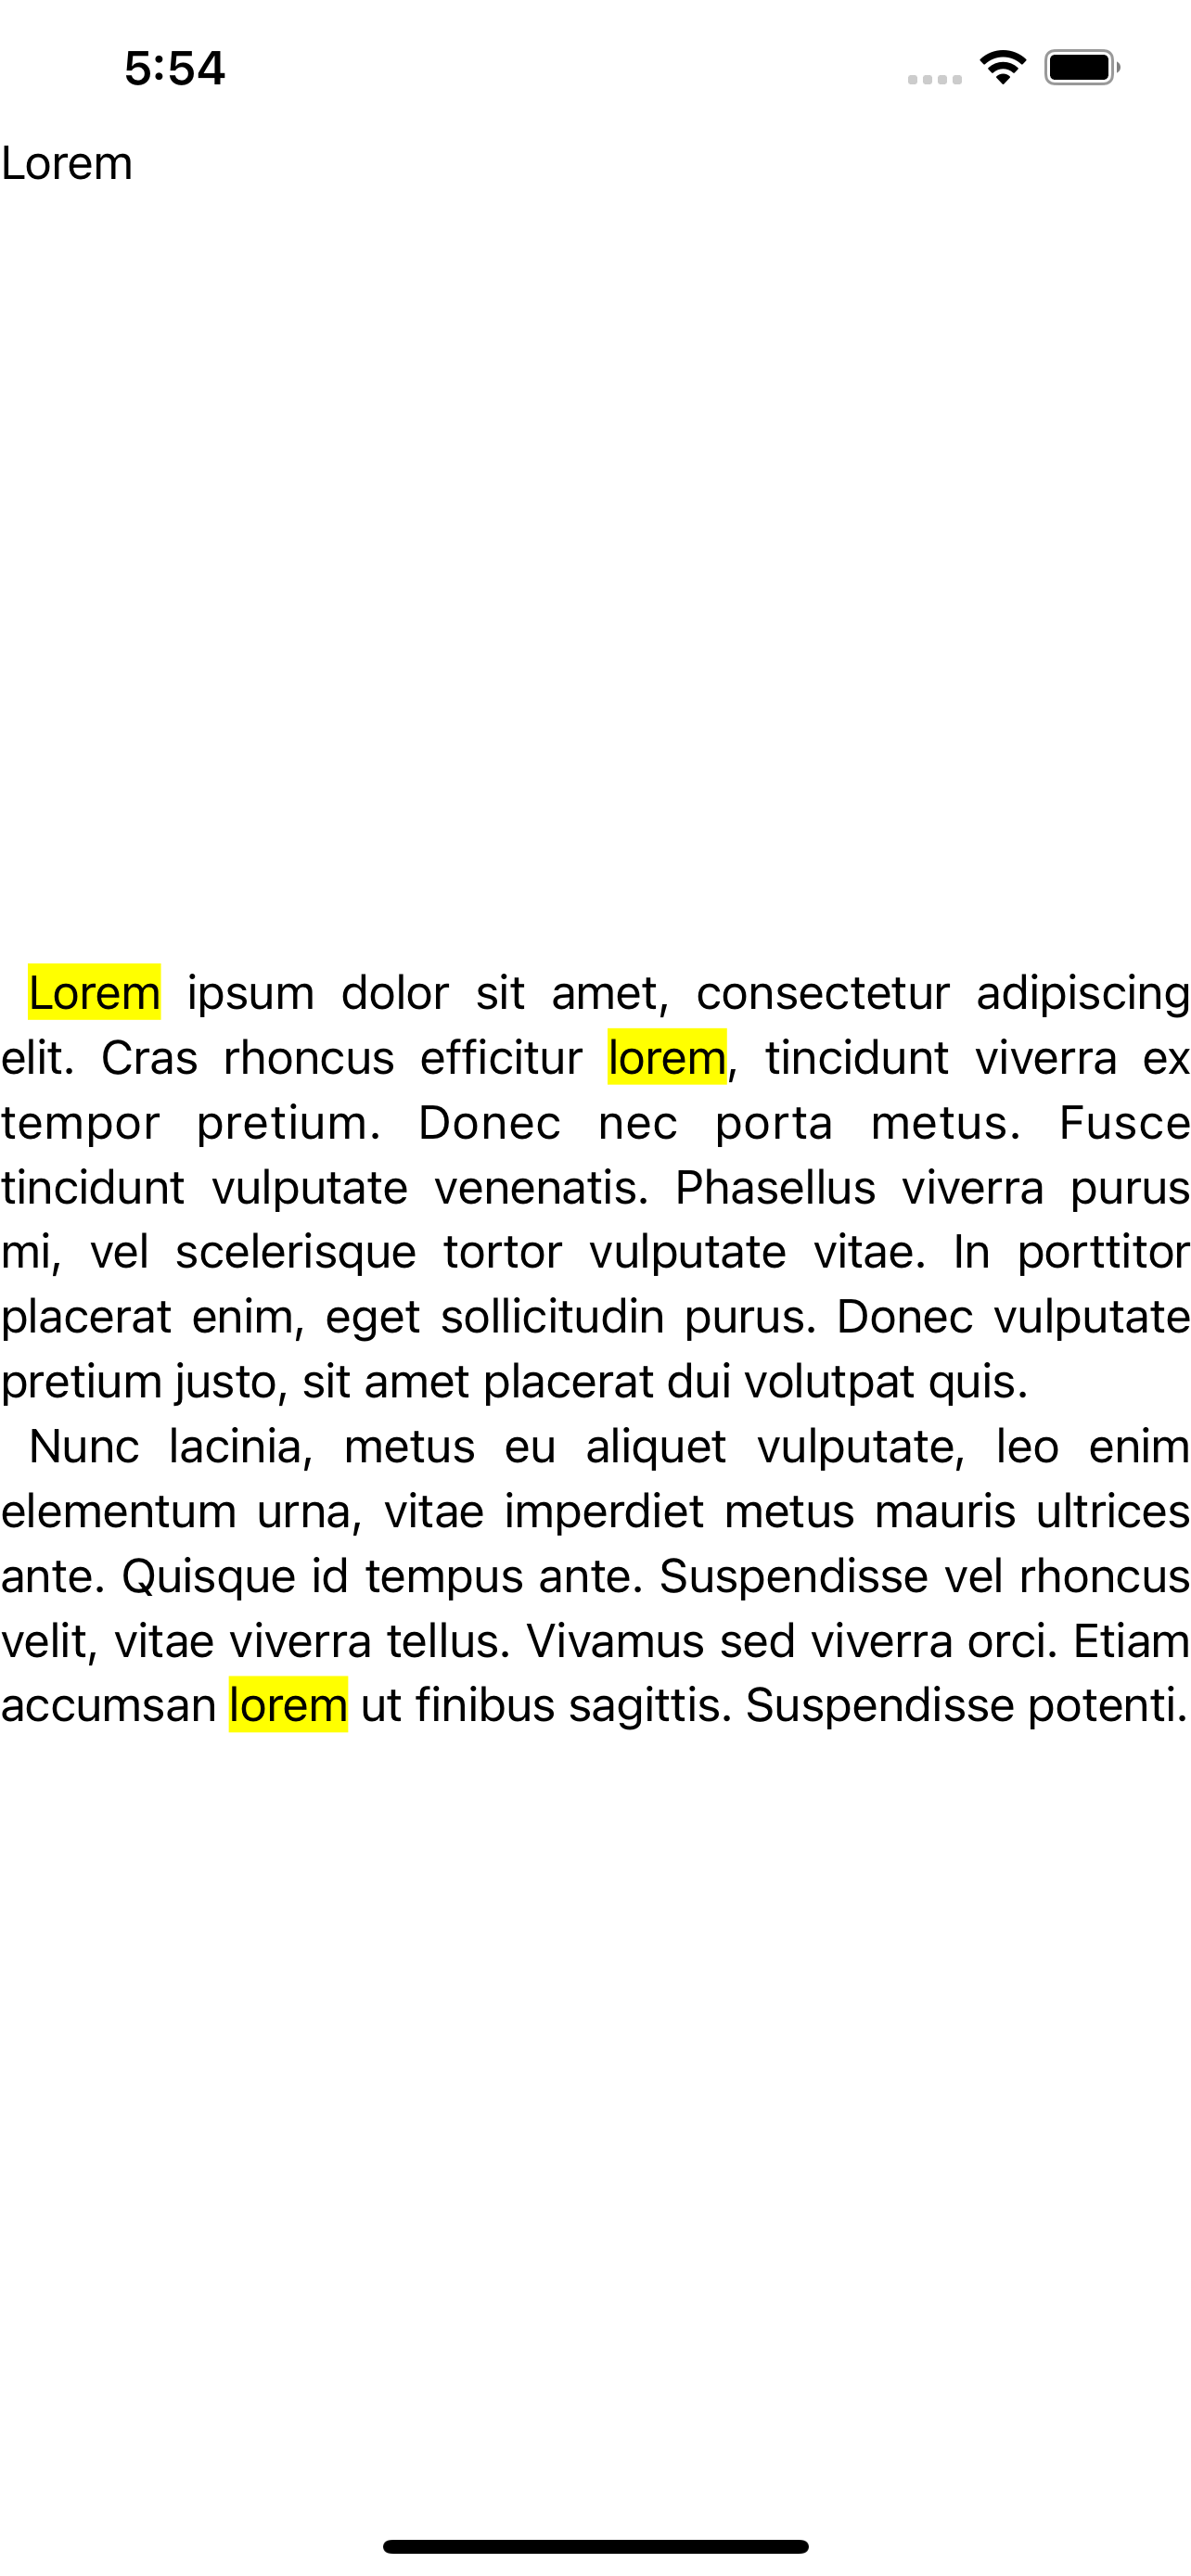 5:54
Lorem
Lorem ipsum dolor sit amet, consectetur adipiscing
elit. Cras rhoncus efficitur lorem, tincidunt viverra ex
tempor pretium. Donec nec porta metus. Fusce
tincidunt vulputate venenatis. Phasellus viverra purus
mi, vel scelerisque tortor vulputate vitae. In porttitor
placerat enim, eget sollicitudin purus. Donec vulputate
pretium justo, sit amet placerat dui volutpat quis.
Nunc lacinia, metus eu aliquet vulputate, leo enim
elementum urna, vitae imperdiet metus mauris ultrices
ante. Quisque id tempus ante. Suspendisse vel rhoncus
velit, vitae viverra tellus. Vivamus sed viverra orci. Etiam
accumsan lorem ut finibus sagittis. Suspendisse potenti.